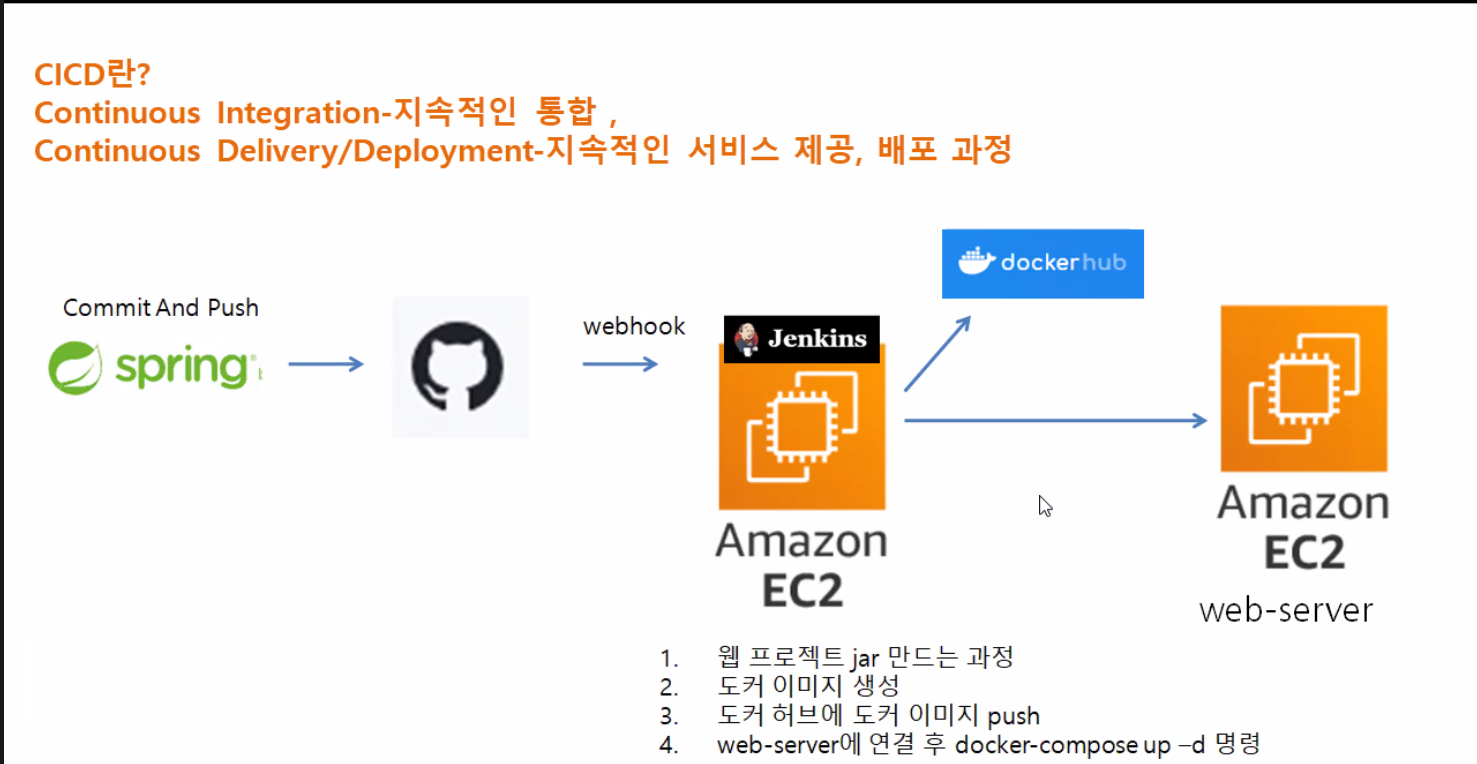 CICD란?
Continuous Integration-지속적인 통합 ,
Continuous Delivery/Deployment-지속적인 서비스 제공, 배포 과정
Commit And Push
spring
webhook
Jenkins
Amazon
EC2
dockerhub
Amazon
EC2
web-server
1. 웹 프로젝트 jar 만드는 과정
2. 도커 이미지 생성
3. 도커 허브에 도커 이미지 push
4. web-server에 연결 후 docker-compose up –d 명령